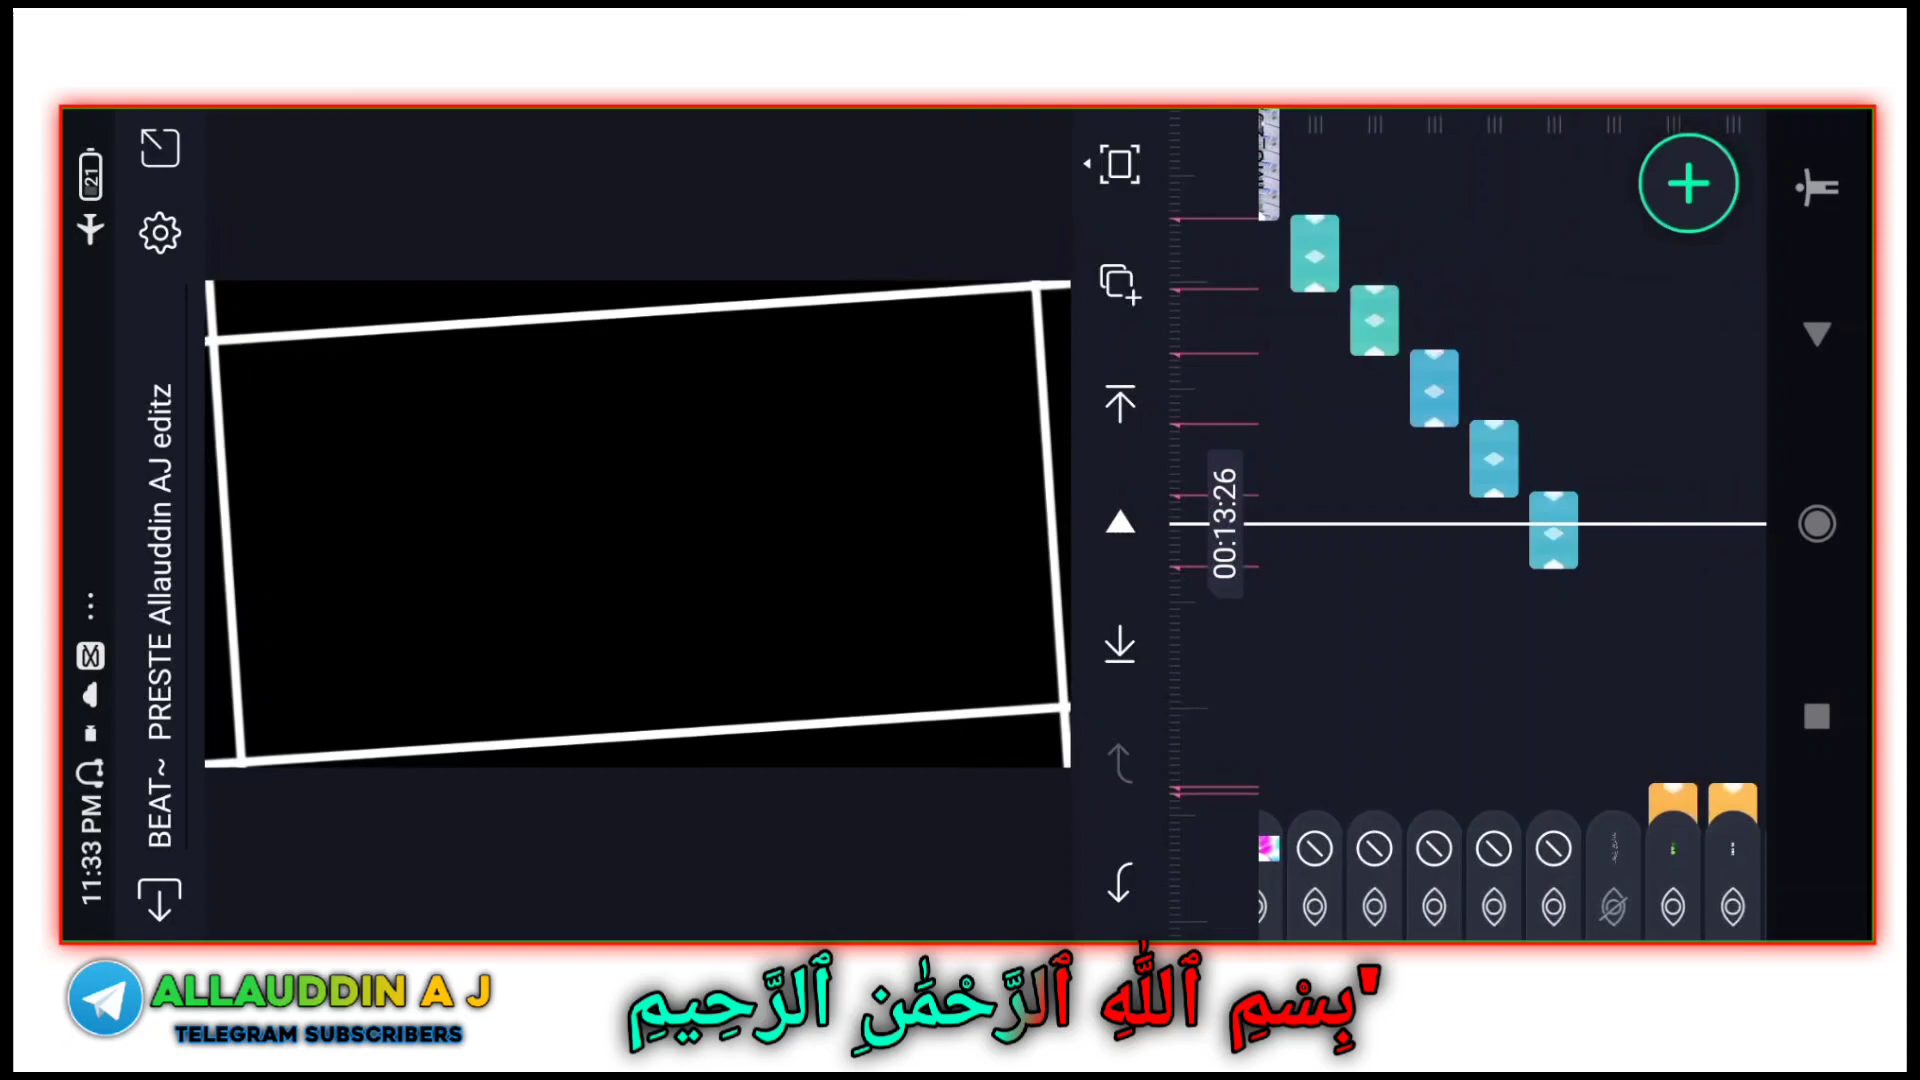 11:33 PM
21
BEAT~ PRESTE Allauddin AJ editz
00:13:26
ALLAUDDIN A J
TELEGRAM SUBSCRIBERS
'بِسْمِ ٱللَّٰهِ ٱلرَّحْمَٰنِ ٱلرَّحِيمِ